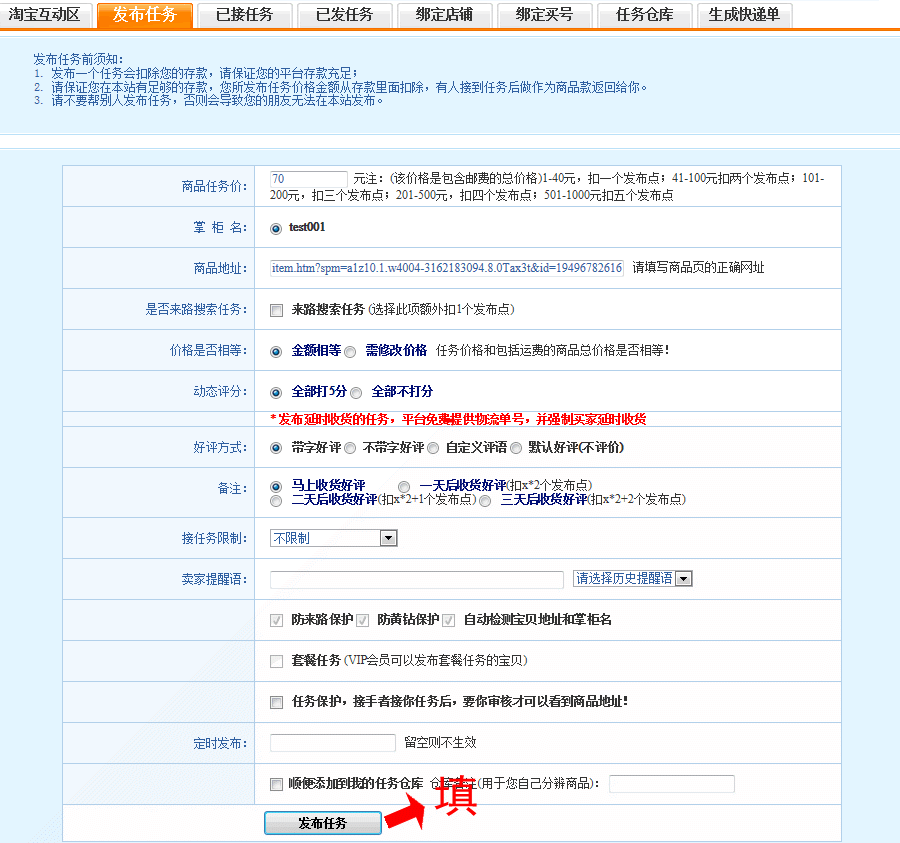 淘宝互动区 发布任务 已接任务 已发任务 绑定店铺 绑定买号 任务仓库 生成快递单
发布任务前须知：
1. 发布一个任务会扣除您的存款，请保证您的平台存款充足；
2. 请保证您在本站有足够的存款，您所发布任务价格金额从存款里面扣除，有人接到任务后做作为商品款返回给你。
3. 请不要帮别人发布任务，否则会导致您的朋友无法在本站发布。
商品任务价： 70 元注：(该价格是包含邮费的总价格)1-40元，扣一个发布点；41-100元扣两个发布点；101-
200元，扣三个发布点；201-500元，扣四个发布点；501-1000元扣五个发布点
掌 柜 名： test001
商品地址： item.htm?spm=a1z10.1.w4004-3162183094.8.0Tax3t&id=19496782616 请填写商品页的正确网址
是否来路搜索任务： 来路搜索任务 (选择此项额外扣1个发布点)
价格是否相等： 金额相等 需修改价格 任务价格和包括运费的商品总价格是否相等！
动态评分： 全部打5分 全部不打分
*发布延时收货的任务，平台免费提供物流单号，并强制买家延时收货
好评方式： 带字好评 不带字好评 自定义评语 默认好评(不评价)
备注： 马上收货好评 一天后收货好评(扣x*2个发布点)
二天后收货好评(扣x*2+1个发布点) 三天后收货好评(扣x*2+2个发布点)
接任务限制： 不限制
卖家提醒语： 请选择历史提醒语
防来路保护 防黄钻保护 自动检测宝贝地址和掌柜名
套餐任务 (VIP会员可以发布套餐任务的宝贝)
任务保护，接手者接你任务后，要你审核才可以看到商品地址！
定时发布： 留空则不生效
顺便添加到我的任务仓库 仓库备注(用于您自己分辨商品)：
发布任务 填